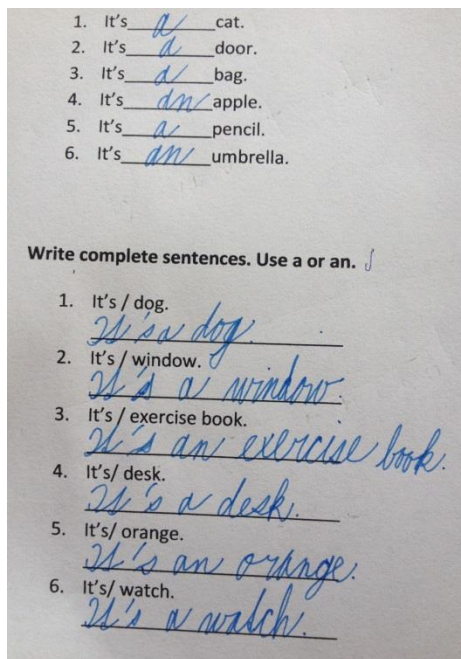 1. It's a cat.
2. It's a door.
3. It's a bag.
4. It's an apple.
5. It's a pencil.
6. It's an umbrella.
Write complete sentences. Use a or an.
1. It's / dog.
It's a dog.
2. It's / window.
It's a window.
3. It's / exercise book.
It's an exercise book.
4. It's/ desk.
It's a desk.
5. It's/ orange.
It's an orange.
6. It's/ watch.
It's a watch.